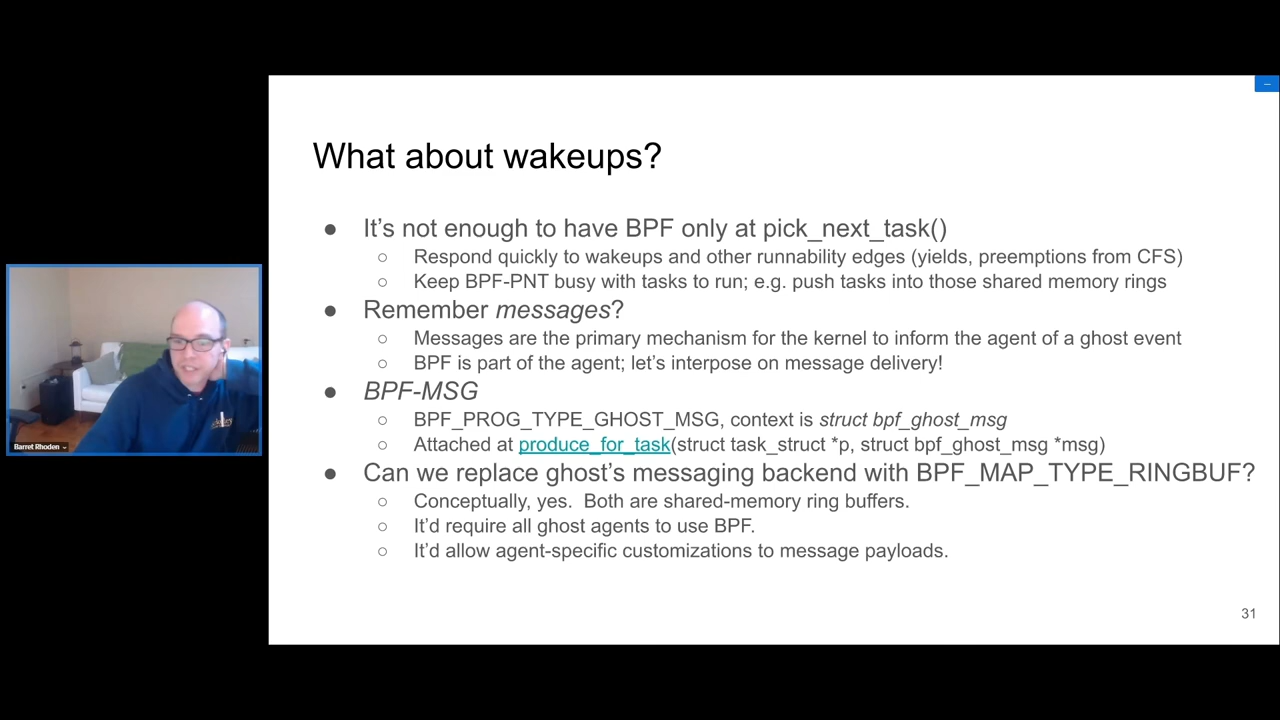 What about wakeups?
● It's not enough to have BPF only at pick_next_task()
○ Respond quickly to wakeups and other runnability edges (yields, preemptions from CFS)
○ Keep BPF-PNT busy with tasks to run; e.g. push tasks into those shared memory rings
● Remember messages?
○ Messages are the primary mechanism for the kernel to inform the agent of a ghost event
○ BPF is part of the agent; let's interpose on message delivery!
● BPF-MSG
○ BPF_PROG_TYPE_GHOST_MSG, context is struct bpf_ghost_msg
○ Attached at produce_for_task(struct task_struct *p, struct bpf_ghost_msg *msg)
● Can we replace ghost's messaging backend with BPF_MAP_TYPE_RINGBUF?
○ Conceptually, yes. Both are shared-memory ring buffers.
○ It'd require all ghost agents to use BPF.
○ It'd allow agent-specific customizations to message payloads.
31
Barret Rhoden